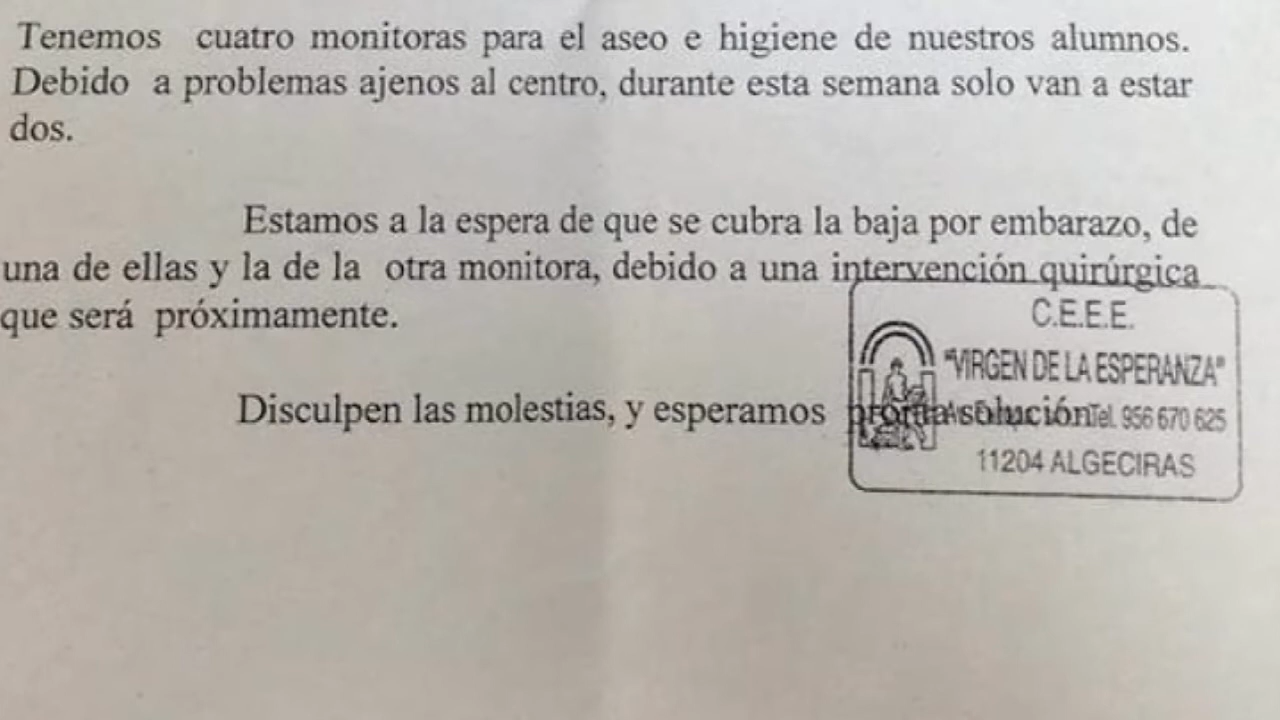 Tenemos cuatro monitoras para el aseo e higiene de nuestros alumnos.
Debido a problemas ajenos al centro, durante esta semana solo van a estar
dos.
Estamos a la espera de que se cubra la baja por embarazo, de
una de ellas y la de la otra monitora, debido a una intervención quirúrgica
que será próximamente.
Disculpen las molestias, y esperamos pronta solución
C.E.E.E.
"VIRGEN DE LA ESPERANZA"
Tel. 956 670 625
11204 ALGECIRAS